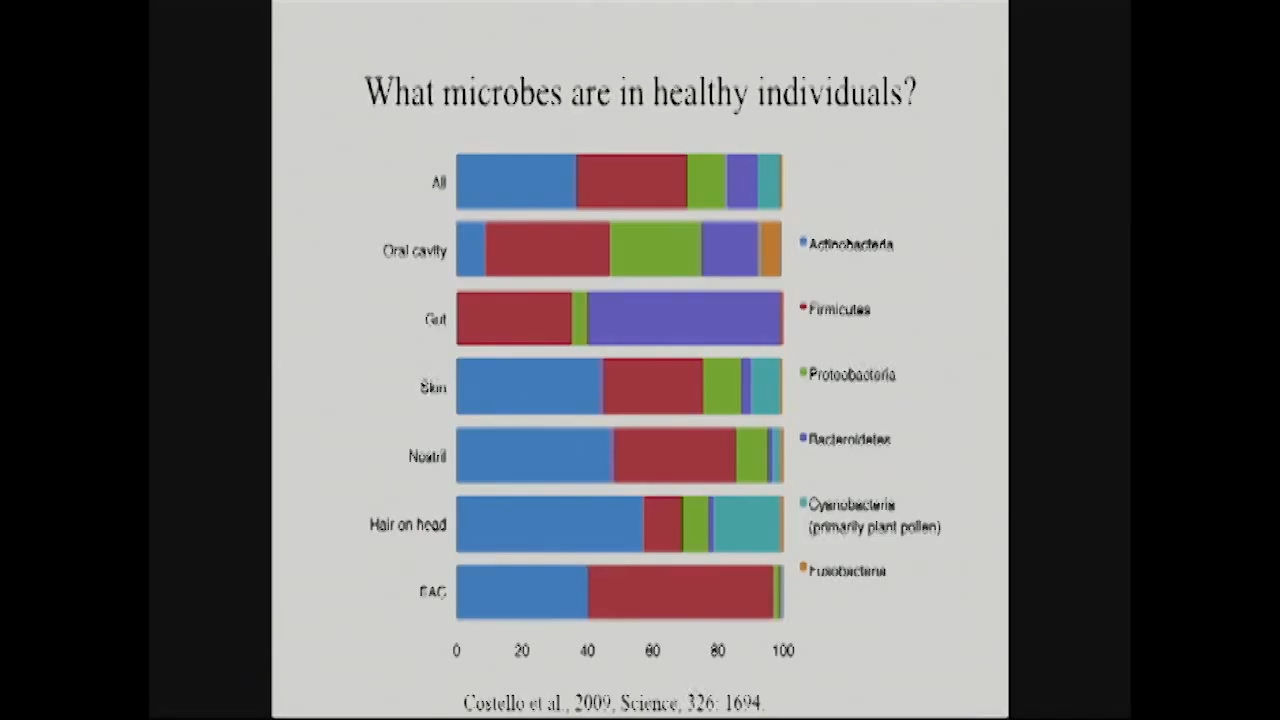 What microbes are in healthy individuals?
All
Oral cavity
Actinobacteria
Gut
Firmicutes
Skin
Proteobacteria
Nostril
Bacteroidetes
Hair on head
Cyanobacteria
(primarily plant pollen)
EAC
Fusobacteria
0 20 40 60 80 100
Costello et al., 2009, Science, 326: 1694.